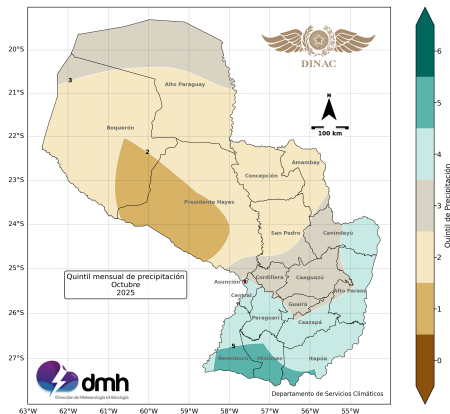 20°S
21°S
22°S
23°S
24°S
25°S
26°S
27°S
63°W
62°W
61°W
60°W
59°W
58°W
57°W
56°W
55°W
DINAC
N
100 km
3
Alto Paraguay
Boquerón
2
Amambay
Concepción
Presidente Hayes
San Pedro
Canindeyú
Asunción
Cordillera
Caaguazú
Central
Alto Paraná
Guairá
Paraguarí
Caazapá
5
Ñeembucú
Misiones
Itapúa
Quintil mensual de precipitación
Octubre
2025
dmh
Dirección de Meteorología e Hidrología
Departamento de Servicios Climáticos
6
5
4
3
2
1
0
Quintil de Precipitación